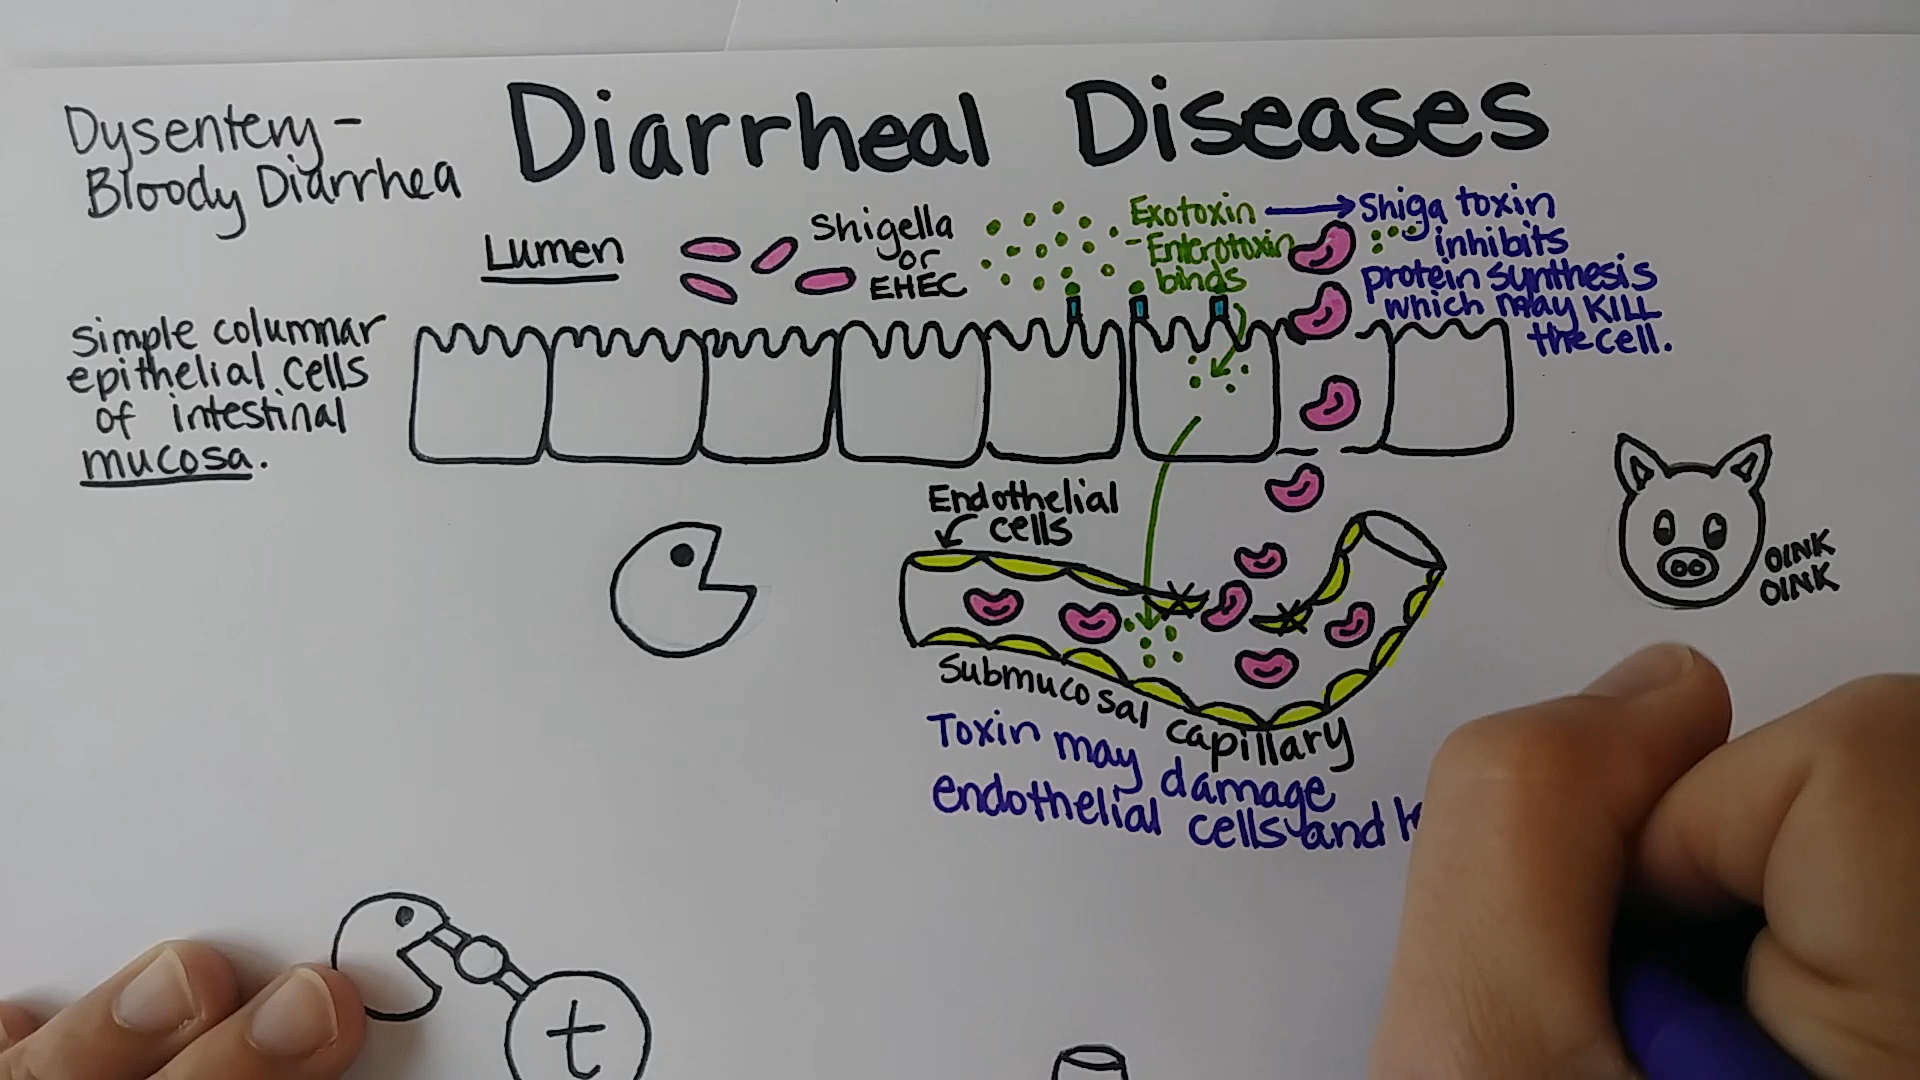 Diarrheal Diseases
Dysentery -
Bloody Diarrhea
Lumen
Shigella
or
EHEC
Exotoxin
- Enterotoxin
binds
Shiga toxin
inhibits
protein synthesis
which may KILL
the cell.
simple columnar
epithelial cells
of intestinal
mucosa.
Endothelial
cells
OINK
OINK
Submucosal capillary
Toxin may damage
endothelial cells and
t